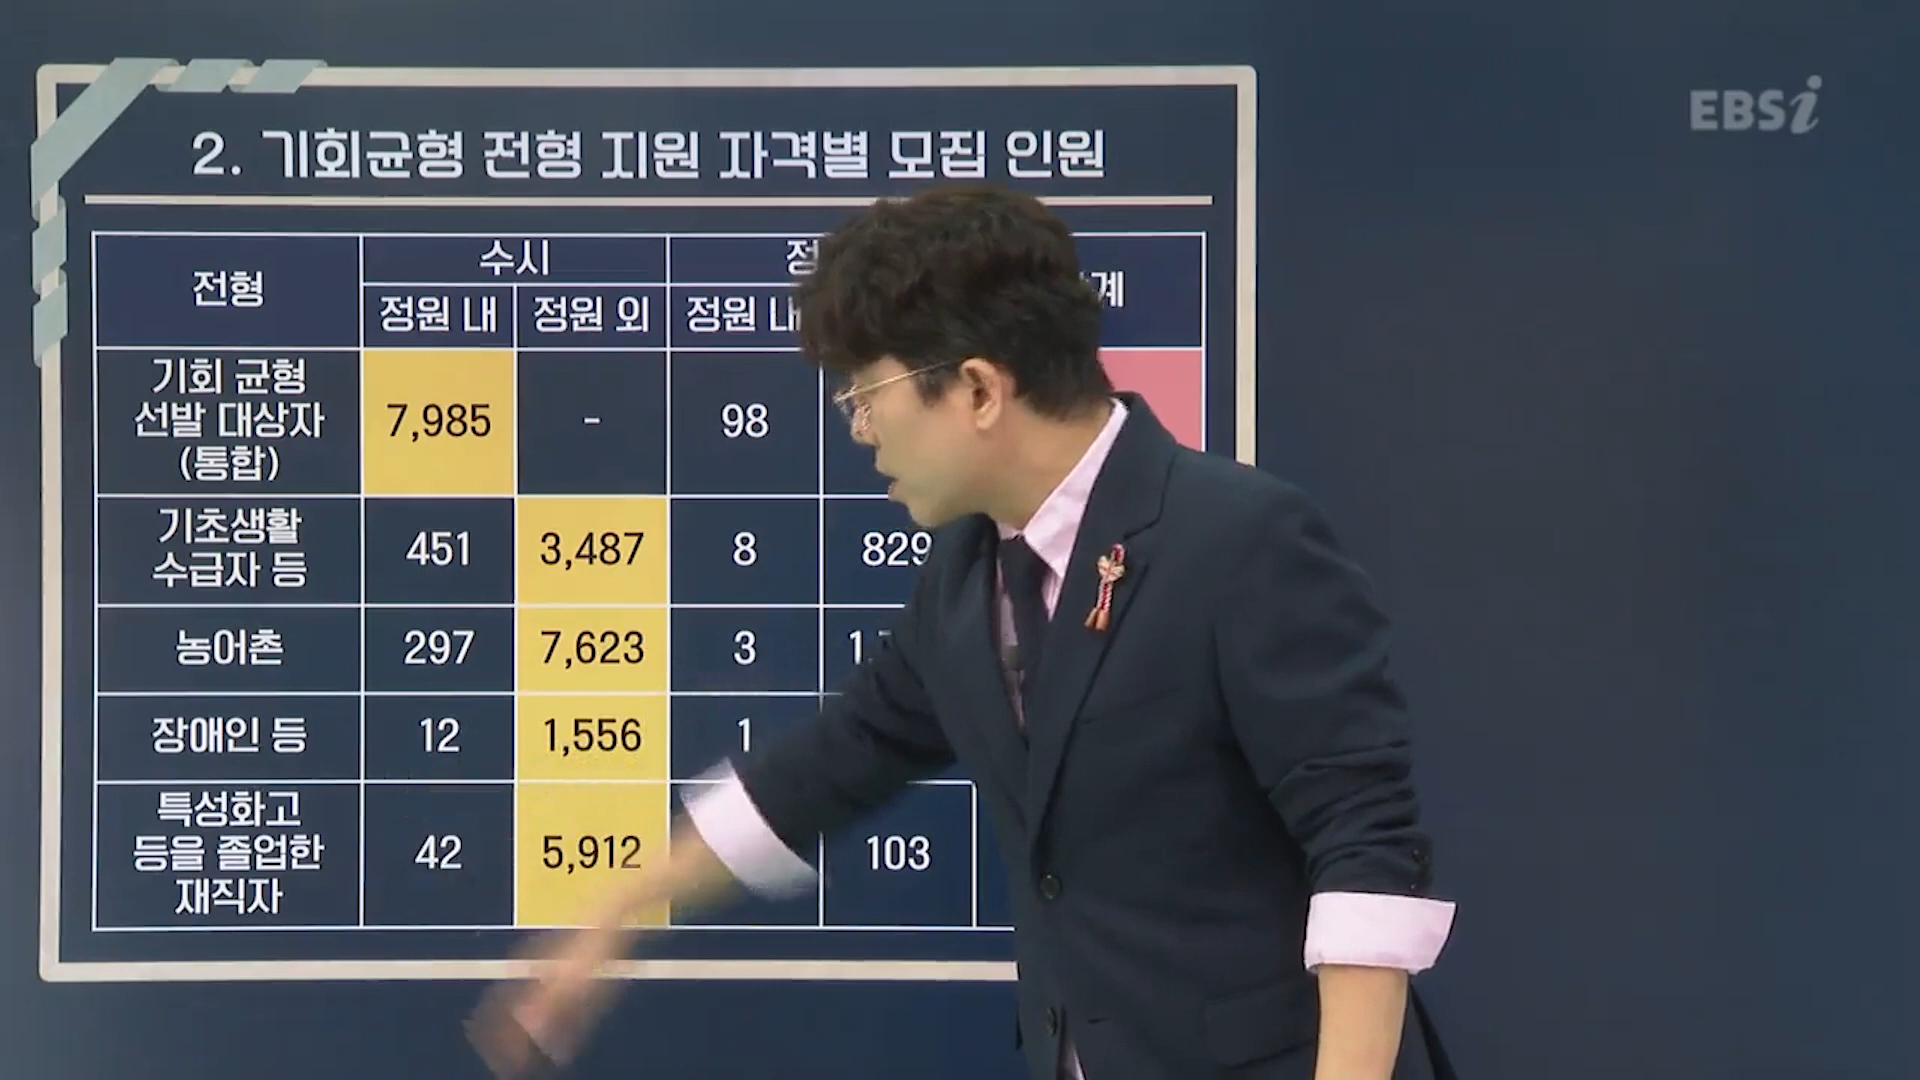 EBSi
2. 기회균형 전형 지원 자격별 모집 인원
전형
수시
정원 내
정원 외
정원 내
계
기회 균형
선발 대상자
(통합)
7,985
-
98
기초생활
수급자 등
451
3,487
8
829
농어촌
297
7,623
3
장애인 등
12
1,556
1
특성화고
등을 졸업한
재직자
42
5,912
103